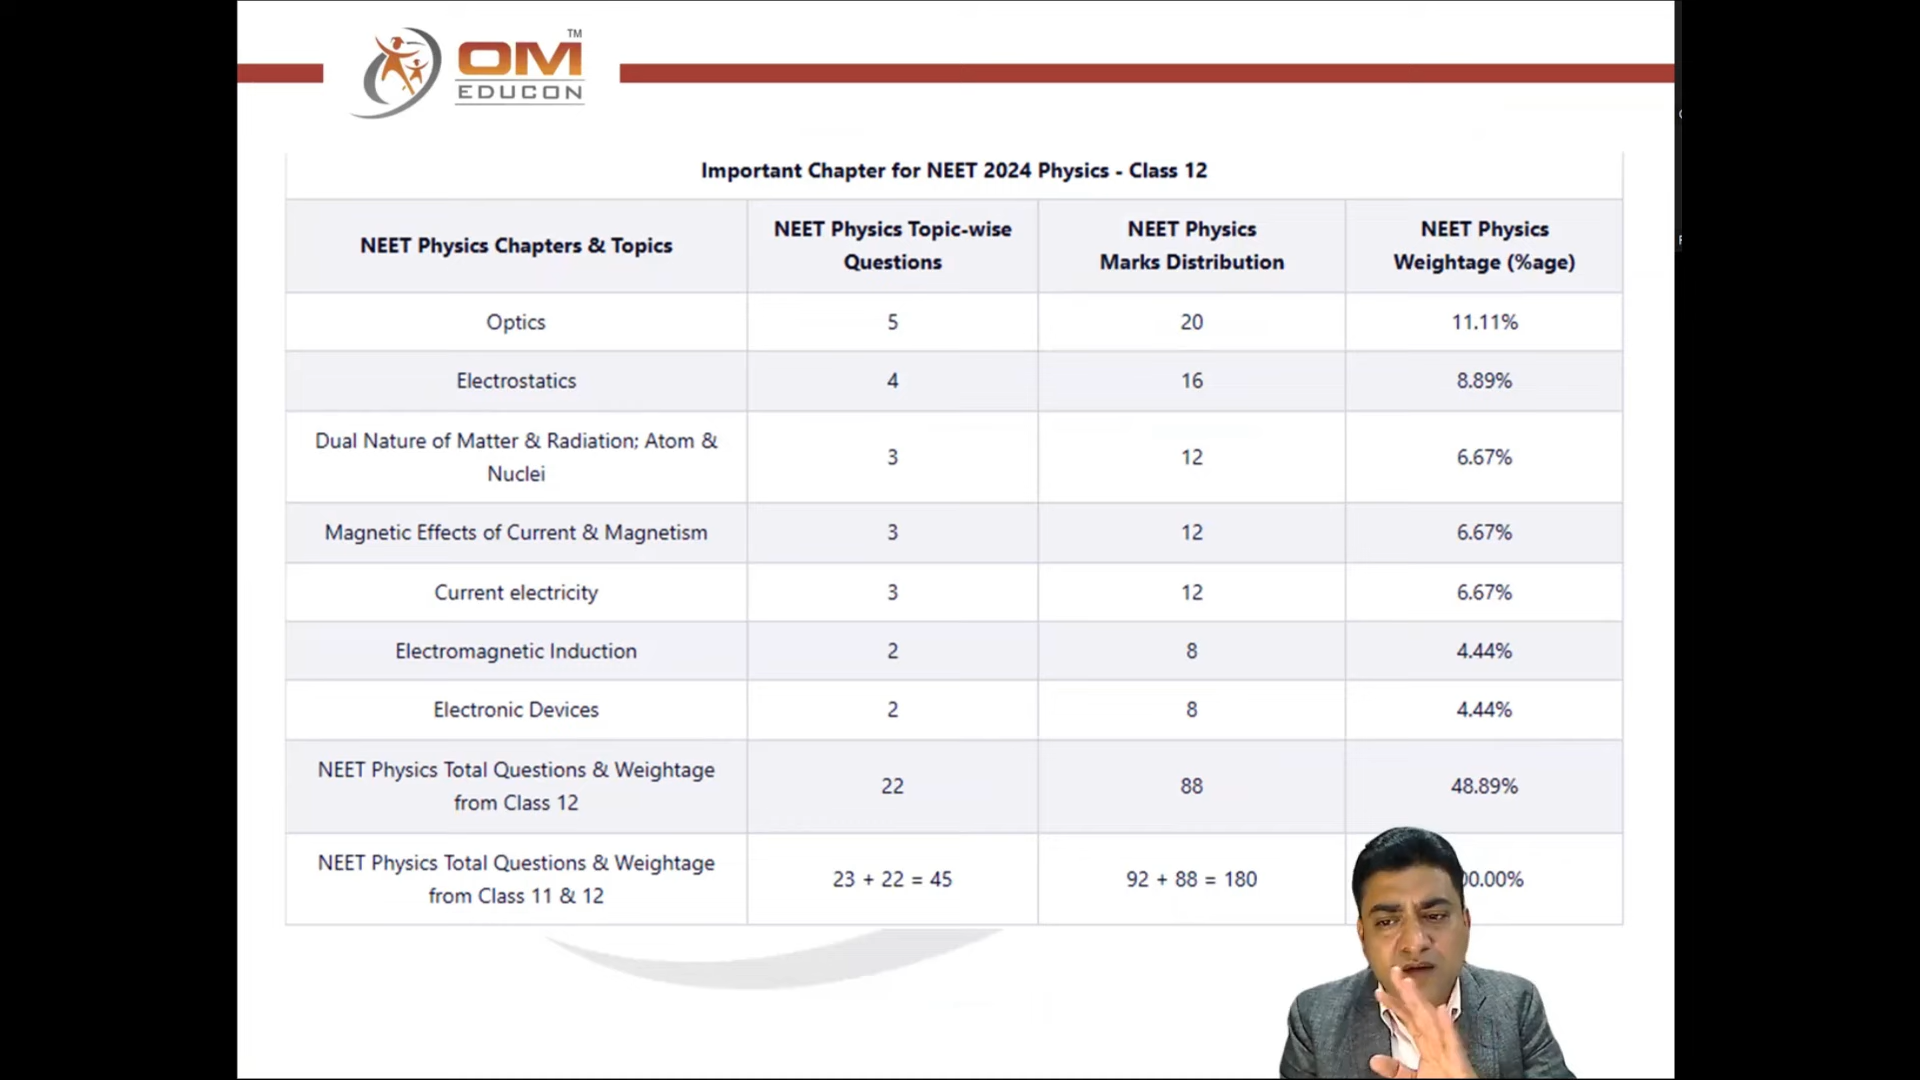 OM
TM
EDUCON
Important Chapter for NEET 2024 Physics - Class 12
NEET Physics Chapters & Topics
NEET Physics Topic-wise
Questions
NEET Physics
Marks Distribution
NEET Physics
Weightage (%age)
Optics
5
20
11.11%
Electrostatics
4
16
8.89%
Dual Nature of Matter & Radiation; Atom &
Nuclei
3
12
6.67%
Magnetic Effects of Current & Magnetism
3
12
6.67%
Current electricity
3
12
6.67%
Electromagnetic Induction
2
8
4.44%
Electronic Devices
2
8
4.44%
NEET Physics Total Questions & Weightage
from Class 12
22
88
48.89%
NEET Physics Total Questions & Weightage
from Class 11 & 12
23 + 22 = 45
92 + 88 = 180
00.00%